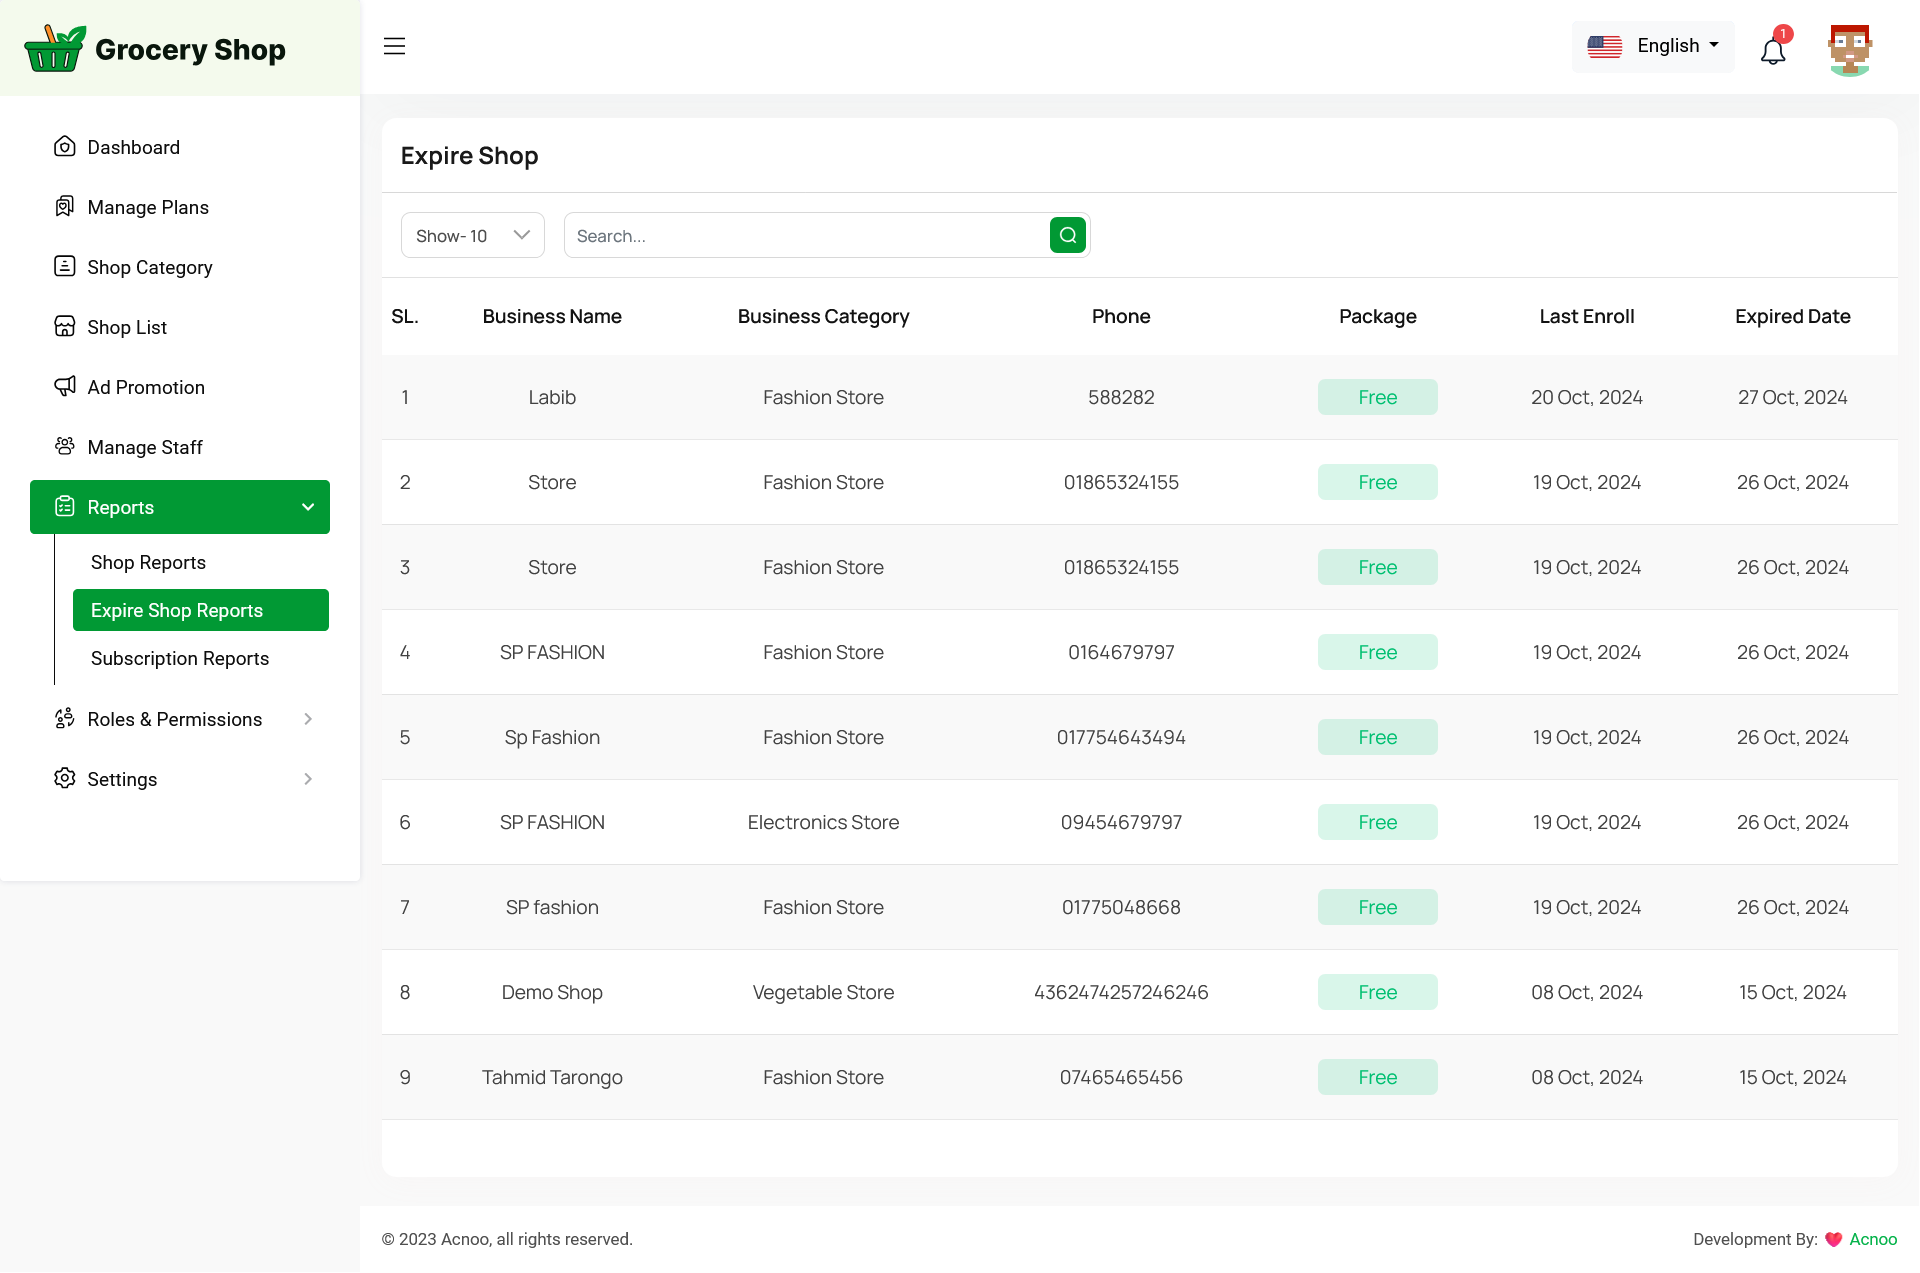 Grocery Shop
English
1
Dashboard
Manage Plans
Shop Category
Shop List
Ad Promotion
Manage Staff
Reports
Shop Reports
Expire Shop Reports
Subscription Reports
Roles & Permissions
Settings
Expire Shop
Show- 10
Search...
SL. Business Name Business Category Phone Package Last Enroll Expired Date
1 Labib Fashion Store 588282 Free 20 Oct, 2024 27 Oct, 2024
2 Store Fashion Store 01865324155 Free 19 Oct, 2024 26 Oct, 2024
3 Store Fashion Store 01865324155 Free 19 Oct, 2024 26 Oct, 2024
4 SP FASHION Fashion Store 0164679797 Free 19 Oct, 2024 26 Oct, 2024
5 Sp Fashion Fashion Store 017754643494 Free 19 Oct, 2024 26 Oct, 2024
6 SP FASHION Electronics Store 09454679797 Free 19 Oct, 2024 26 Oct, 2024
7 SP fashion Fashion Store 01775048668 Free 19 Oct, 2024 26 Oct, 2024
8 Demo Shop Vegetable Store 4362474257246246 Free 08 Oct, 2024 15 Oct, 2024
9 Tahmid Tarongo Fashion Store 07465465456 Free 08 Oct, 2024 15 Oct, 2024
© 2023 Acnoo, all rights reserved.
Development By: Acnoo